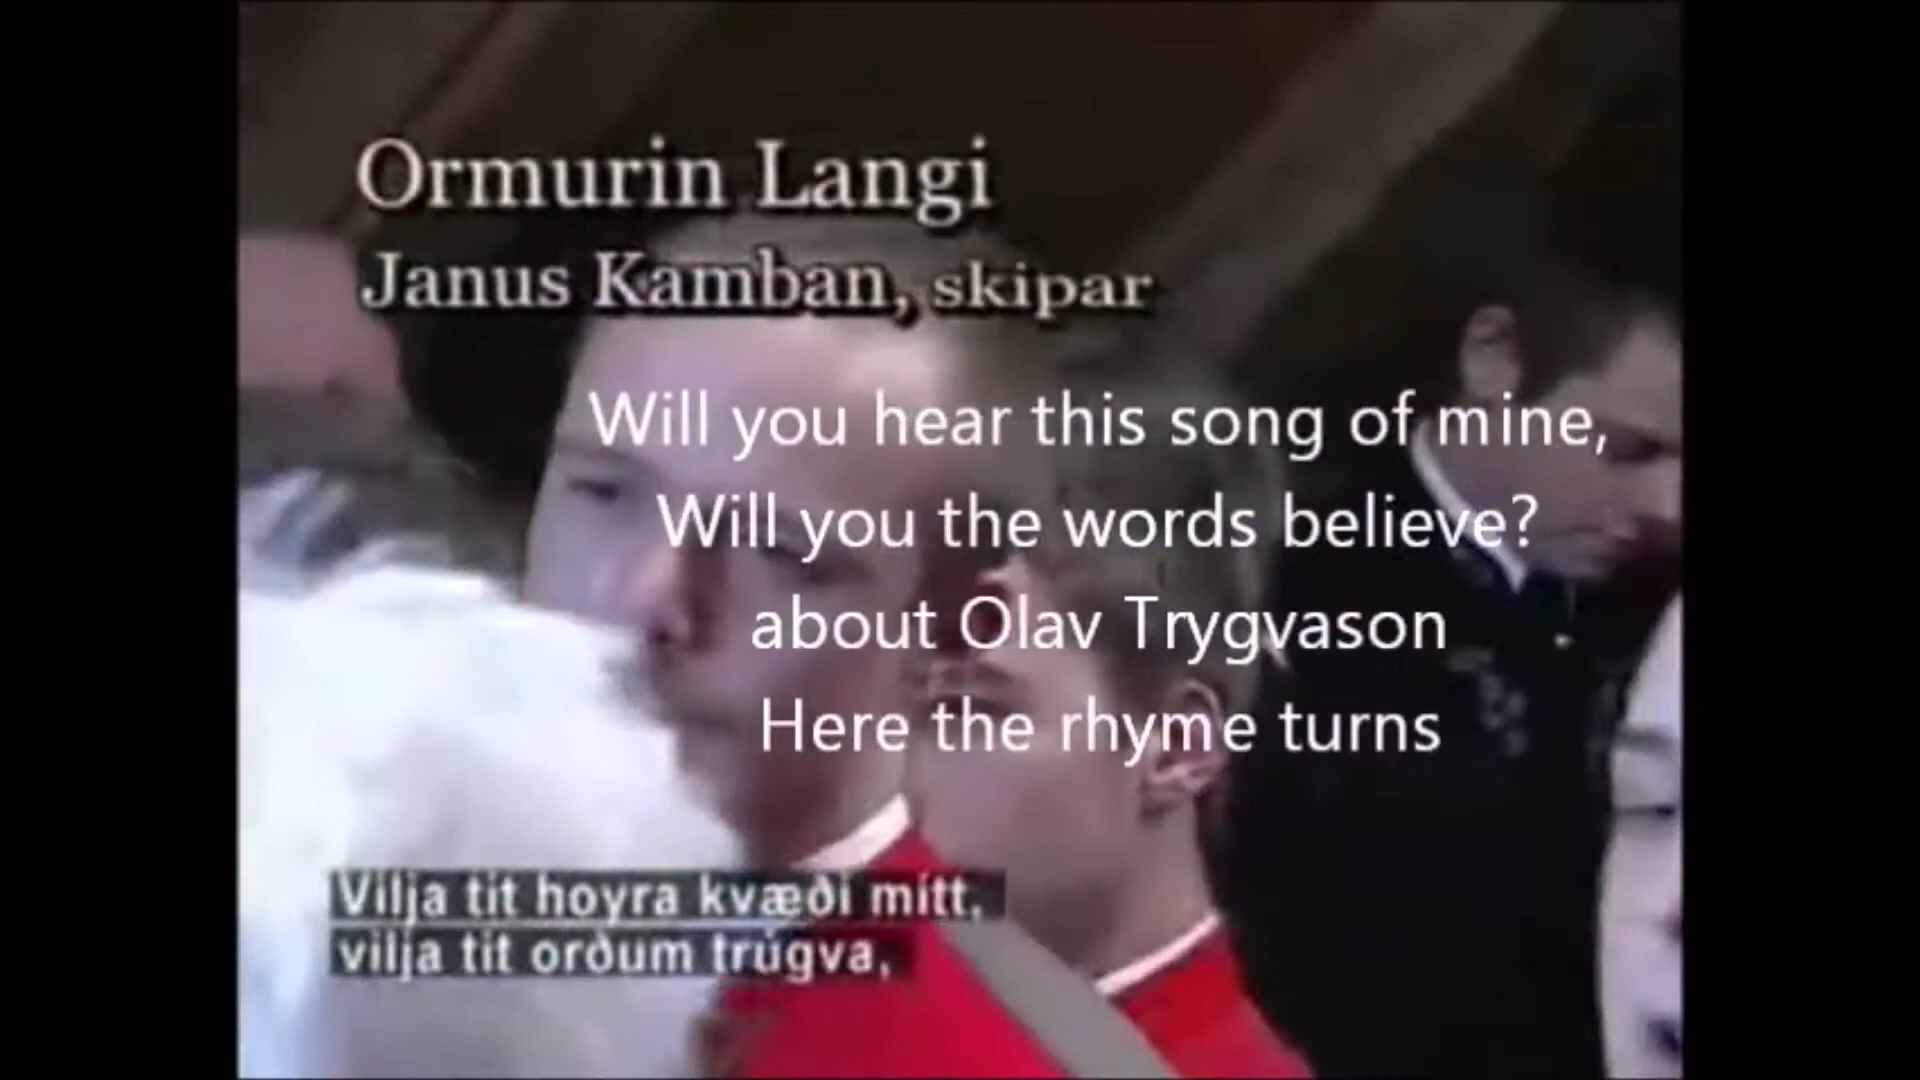 Ormurin Langi
Janus Kamban, skipar
Will you hear this song of mine,
Will you the words believe?
about Olav Trygvason
Here the rhyme turns
Vilja tit hoyra kvæði mítt,
vilja tit orðum trúgva,